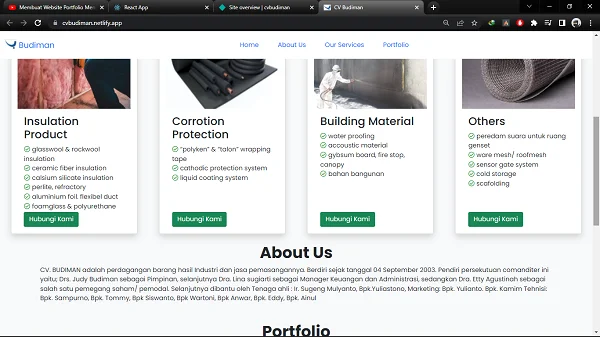 Membuat Website Portfolio Men
React App
Site overview | cvbudiman
CV Budiman
cvbudiman.netlify.app
Budiman
Home
About Us
Our Services
Portfolio
Insulation
Product
glasswool & rockwool
insulation
ceramic fiber insulation
calsium silicate insulation
perlite, refractory
aluminium foil, flexibel duct
foamglass & polyurethane
Hubungi Kami
Corrotion
Protection
"polyken" & "talon" wrapping
tape
cathodic protection system
liquid coating system
Hubungi Kami
Building Material
water proofing
accoustic material
gybsum board, fire stop,
canopy
bahan bangunan
Hubungi Kami
Others
peredam suara untuk ruang
genset
ware mesh/ roofmesh
sensor gate system
cold storage
scafolding
Hubungi Kami
About Us
CV. BUDIMAN adalah perdagangan barang hasil Industri dan jasa pemasangannya. Berdiri sejak tanggal 04 September 2003. Pendiri persekutuan comanditer ini
yaitu; Drs. Judy Budiman sebagai Pimpinan, selanjutnya Dra. Lina sugiarti sebagai Manager Keuangan dan Administrasi, sedangkan Dra. Etty Agustinah sebagai
salah satu pemegang saham/ pemodal. Selanjutnya dibantu oleh Tenaga ahli : Ir. Sugeng Mulyanto, Bpk.Yuliastono, Marketing: Bpk. Yulianto. Bpk. Kamim Tehnisi:
Bpk. Sampurno, Bpk. Tommy, Bpk Siswanto, Bpk Wartoni, Bpk Anwar, Bpk. Eddy, Bpk. Ainul
Portfolio